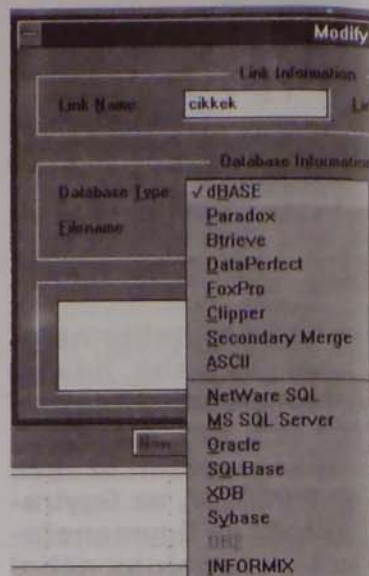 Modify
Link Information
Link Name: cikkek Li
Database Information
Database Type √ dBASE
Filename
Paradox
Btrieve
DataPerfect
FoxPro
Clipper
Secondary Merge
ASCII
NetWare SQL
MS SQL Server
Oracle
SQLBase
XDB
Sybase
DB2
INFORMIX